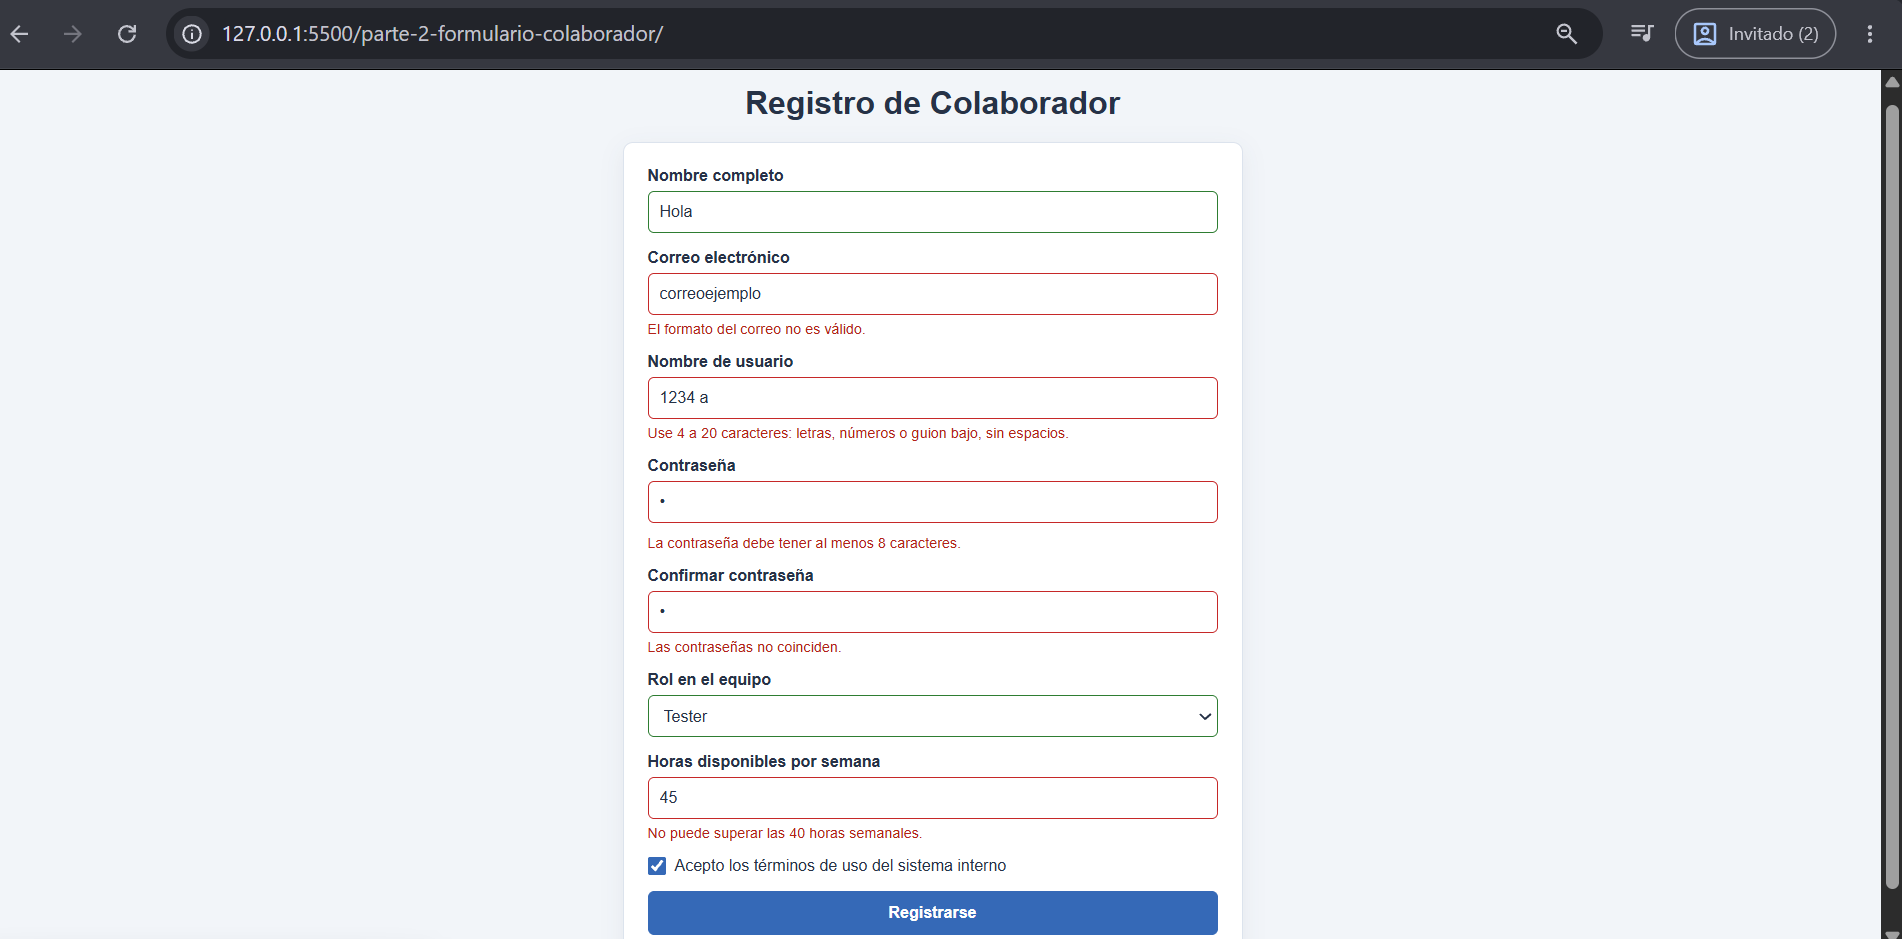 127.0.0.1:5500/parte-2-formulario-colaborador/
Invitado (2)
Registro de Colaborador
Nombre completo
Hola
Correo electrónico
correoejemplo
El formato del correo no es válido.
Nombre de usuario
1234 a
Use 4 a 20 caracteres: letras, números o guion bajo, sin espacios.
Contraseña
•
La contraseña debe tener al menos 8 caracteres.
Confirmar contraseña
•
Las contraseñas no coinciden.
Rol en el equipo
Tester
Horas disponibles por semana
45
No puede superar las 40 horas semanales.
Acepto los términos de uso del sistema interno
Registrarse